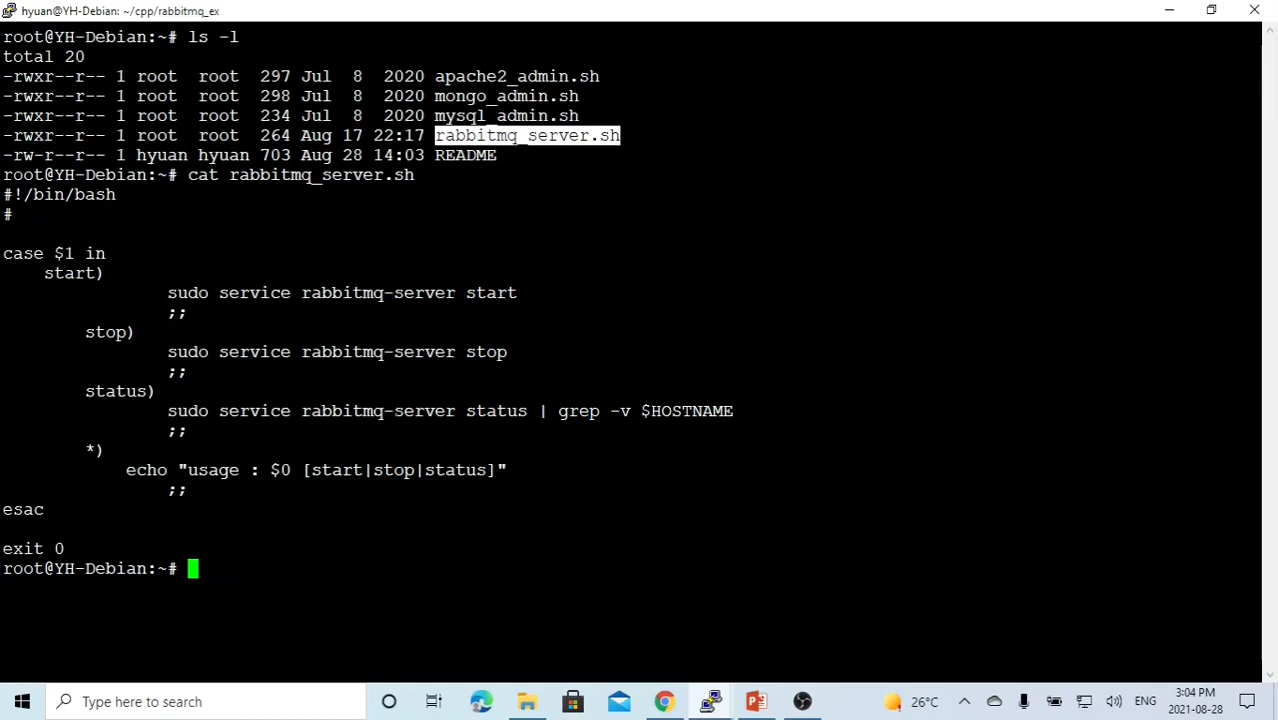 hyuan@YH-Debian: ~/cpp/rabbitmq_ex
root@YH-Debian:~# ls -l
total 20
-rwxr--r-- 1 root  root  297 Jul  8  2020 apache2_admin.sh
-rwxr--r-- 1 root  root  298 Jul  8  2020 mongo_admin.sh
-rwxr--r-- 1 root  root  234 Jul  8  2020 mysql_admin.sh
-rwxr--r-- 1 root  root  264 Aug 17 22:17 rabbitmq_server.sh
-rw-r--r-- 1 hyuan hyuan 703 Aug 28 14:03 README
root@YH-Debian:~# cat rabbitmq_server.sh
#!/bin/bash
#
case $1 in
    start)
                sudo service rabbitmq-server start
                ;;
        stop)
                sudo service rabbitmq-server stop
                ;;
        status)
                sudo service rabbitmq-server status | grep -v $HOSTNAME
                ;;
        *)
            echo "usage : $0 [start|stop|status]"
                ;;
esac
exit 0
root@YH-Debian:~#
Type here to search
26°C
ENG
3:04 PM
2021-08-28